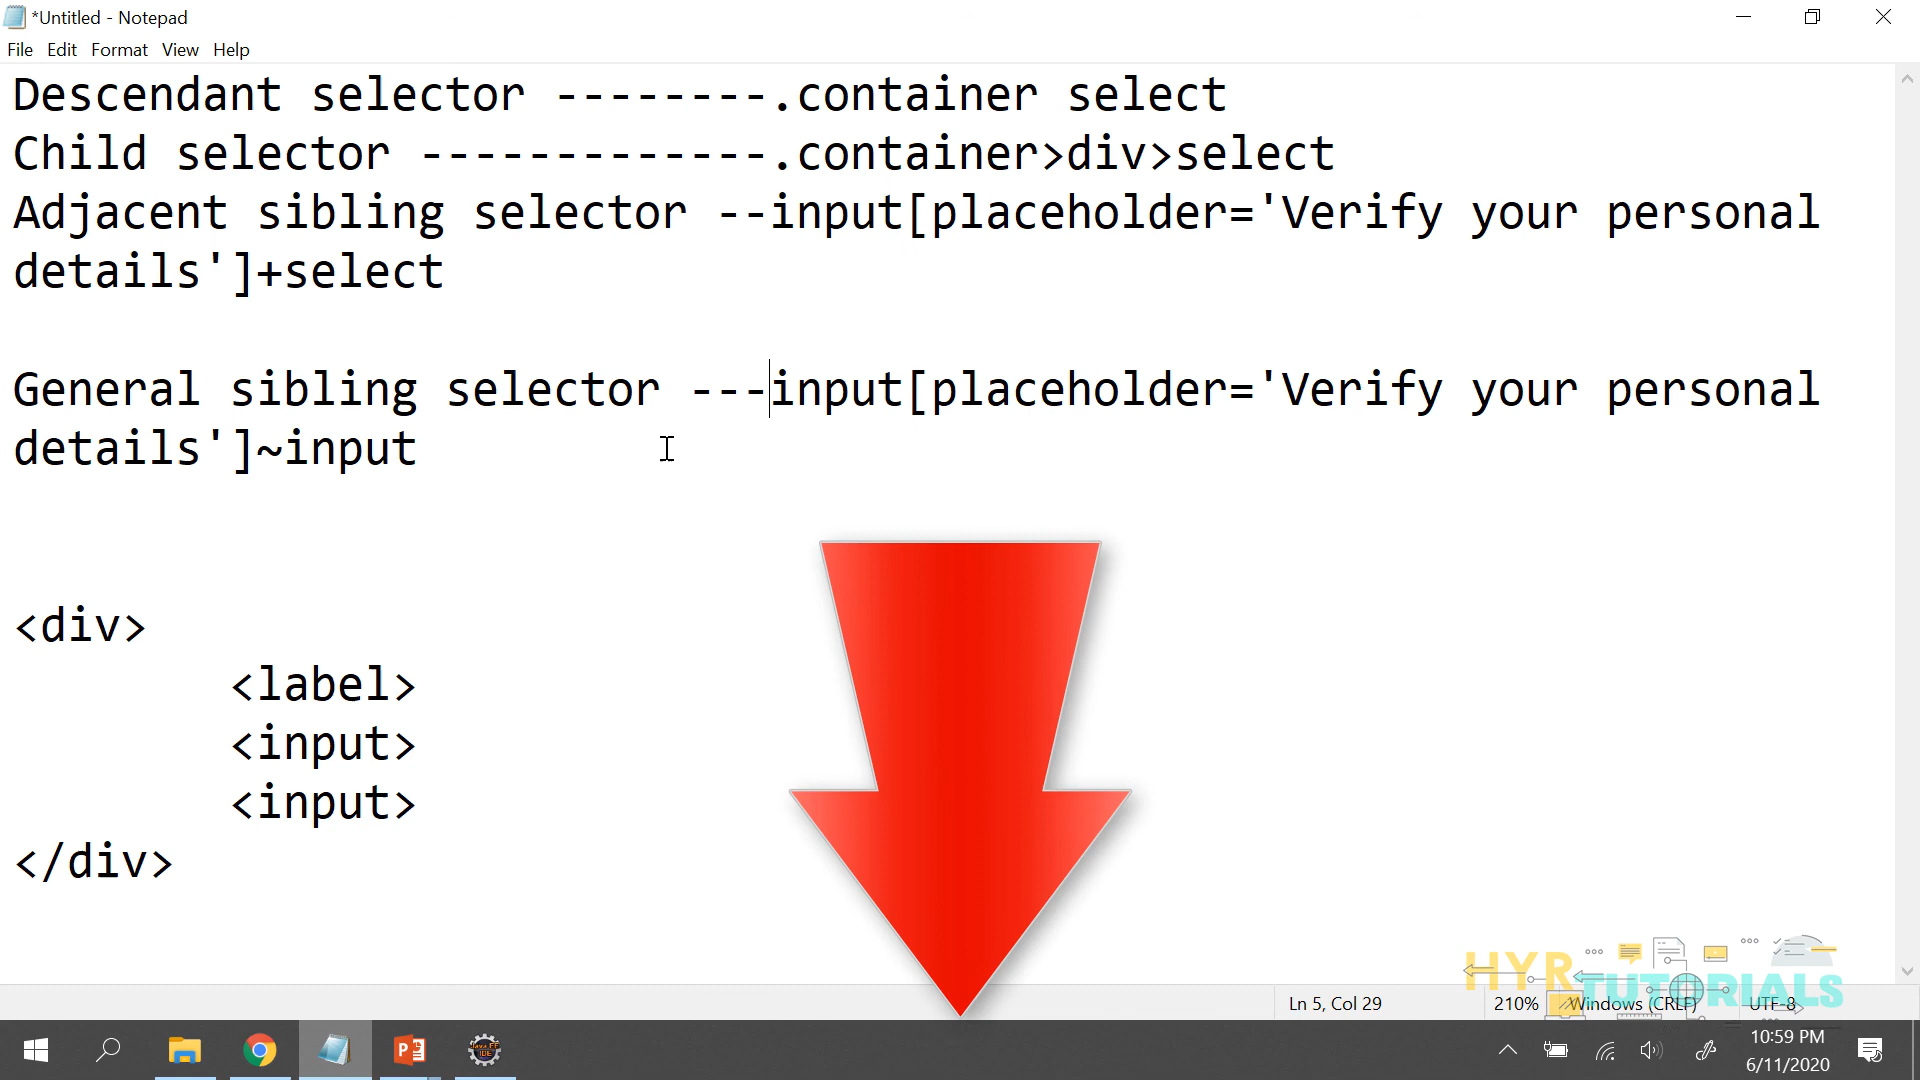 *Untitled - Notepad
File Edit Format View Help
Descendant selector --------.container select
Child selector -------------.container>div>select
Adjacent sibling selector --input[placeholder='Verify your personal
details']+select
General sibling selector ---input[placeholder='Verify your personal
details']~input
<div>
<label>
<input>
<input>
</div>
HYR TUTORIALS
Ln 5, Col 29 210% Windows (CRLF) UTF-8
10:59 PM
6/11/2020